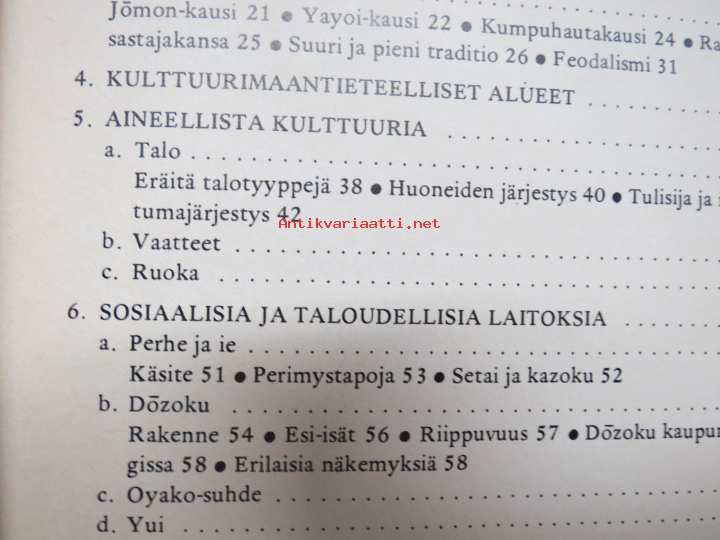 Jōmon-kausi 21 ● Yayoi-kausi 22 ● Kumpuhautakausi 24 ●
sastajakansa 25 ● Suuri ja pieni traditio 26 ● Feodalismi 31
4. KULTTUURIMAANTIETEELLISET ALUEET . . . . . . . . . .
5. AINEELLISTA KULTTUURIA . . . . . . . . . . . . . . . . . .
a. Talo . . . . . . . . . . . . . . . . . . . . . . . . . . . . . . . .
Eräitä talotyyppejä 38 ● Huoneiden järjestys 40 ● Tulisija ja
tumajärjestys 42
Antikvariaatti.net
b. Vaatteet . . . . . . . . . . . . . . . . . . . . . . . . . . . . .
c. Ruoka . . . . . . . . . . . . . . . . . . . . . . . . . . . . . .
6. SOSIAALISIA JA TALOUDELLISIA LAITOKSIA . . . . . . .
a. Perhe ja ie . . . . . . . . . . . . . . . . . . . . . . . . . . . .
Käsite 51 ● Perimystapoja 53 ● Setai ja kazoku 52
b. Dōzoku . . . . . . . . . . . . . . . . . . . . . . . . . . . . .
Rakenne 54 ● Esi-isät 56 ● Riippuvuus 57 ● Dōzoku kaupun
gissa 58 ● Erilaisia näkemyksiä 58
c. Oyako-suhde . . . . . . . . . . . . . . . . . . . . . . . . . .
d. Yui . . . . . . . . . . . . . . . . . . . . . . . . . . . . . . . .